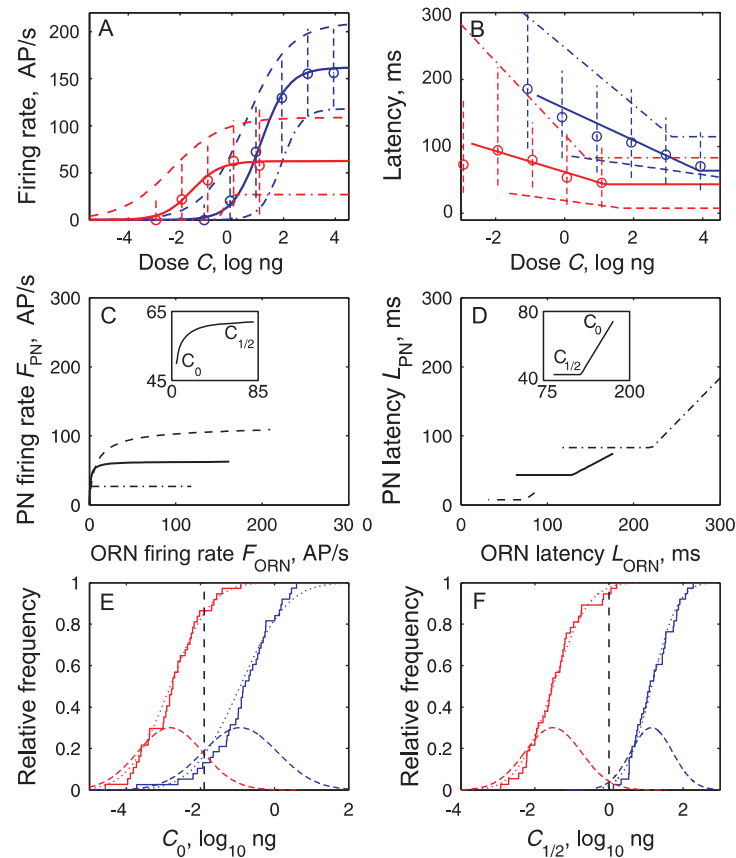 A
B
Firing rate, AP/s
200
150
100
50
0
-4
-2
0
2
4
Dose C, log ng
Latency, ms
300
200
100
0
-2
0
2
4
Dose C, log ng
C
D
PN firing rate F_PN, AP/s
300
200
100
0
0
100
200
30
65
45
0
85
C_0
C_1/2
ORN firing rate F_ORN, AP/s
PN latency L_PN, ms
300
200
100
0
0
100
200
300
80
40
75
200
C_1/2
C_0
ORN latency L_ORN, ms
E
F
Relative frequency
1
0.8
0.6
0.4
0.2
0
-4
-2
0
2
C_0, log_10 ng
Relative frequency
1
0.8
0.6
0.4
0.2
0
-4
-2
0
2
C_1/2, log_10 ng